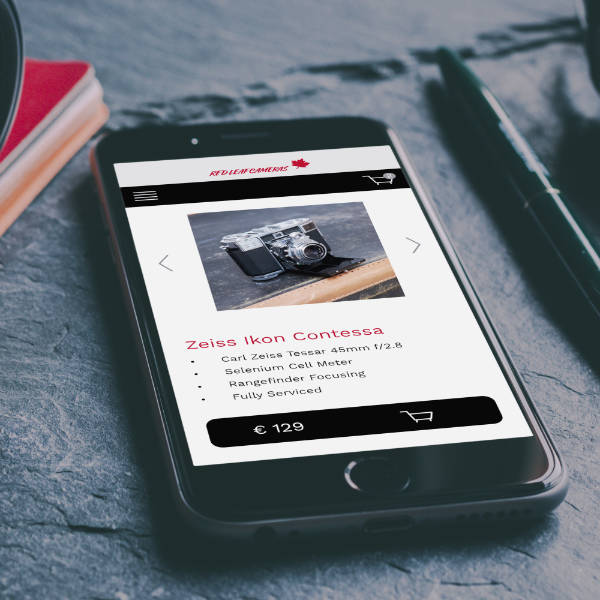 RED LEAF CAMERAS
Zeiss Ikon Contessa
• Carl Zeiss Tessar 45mm f/2.8
• Selenium Cell Meter
• Rangefinder Focusing
• Fully Serviced
€ 129